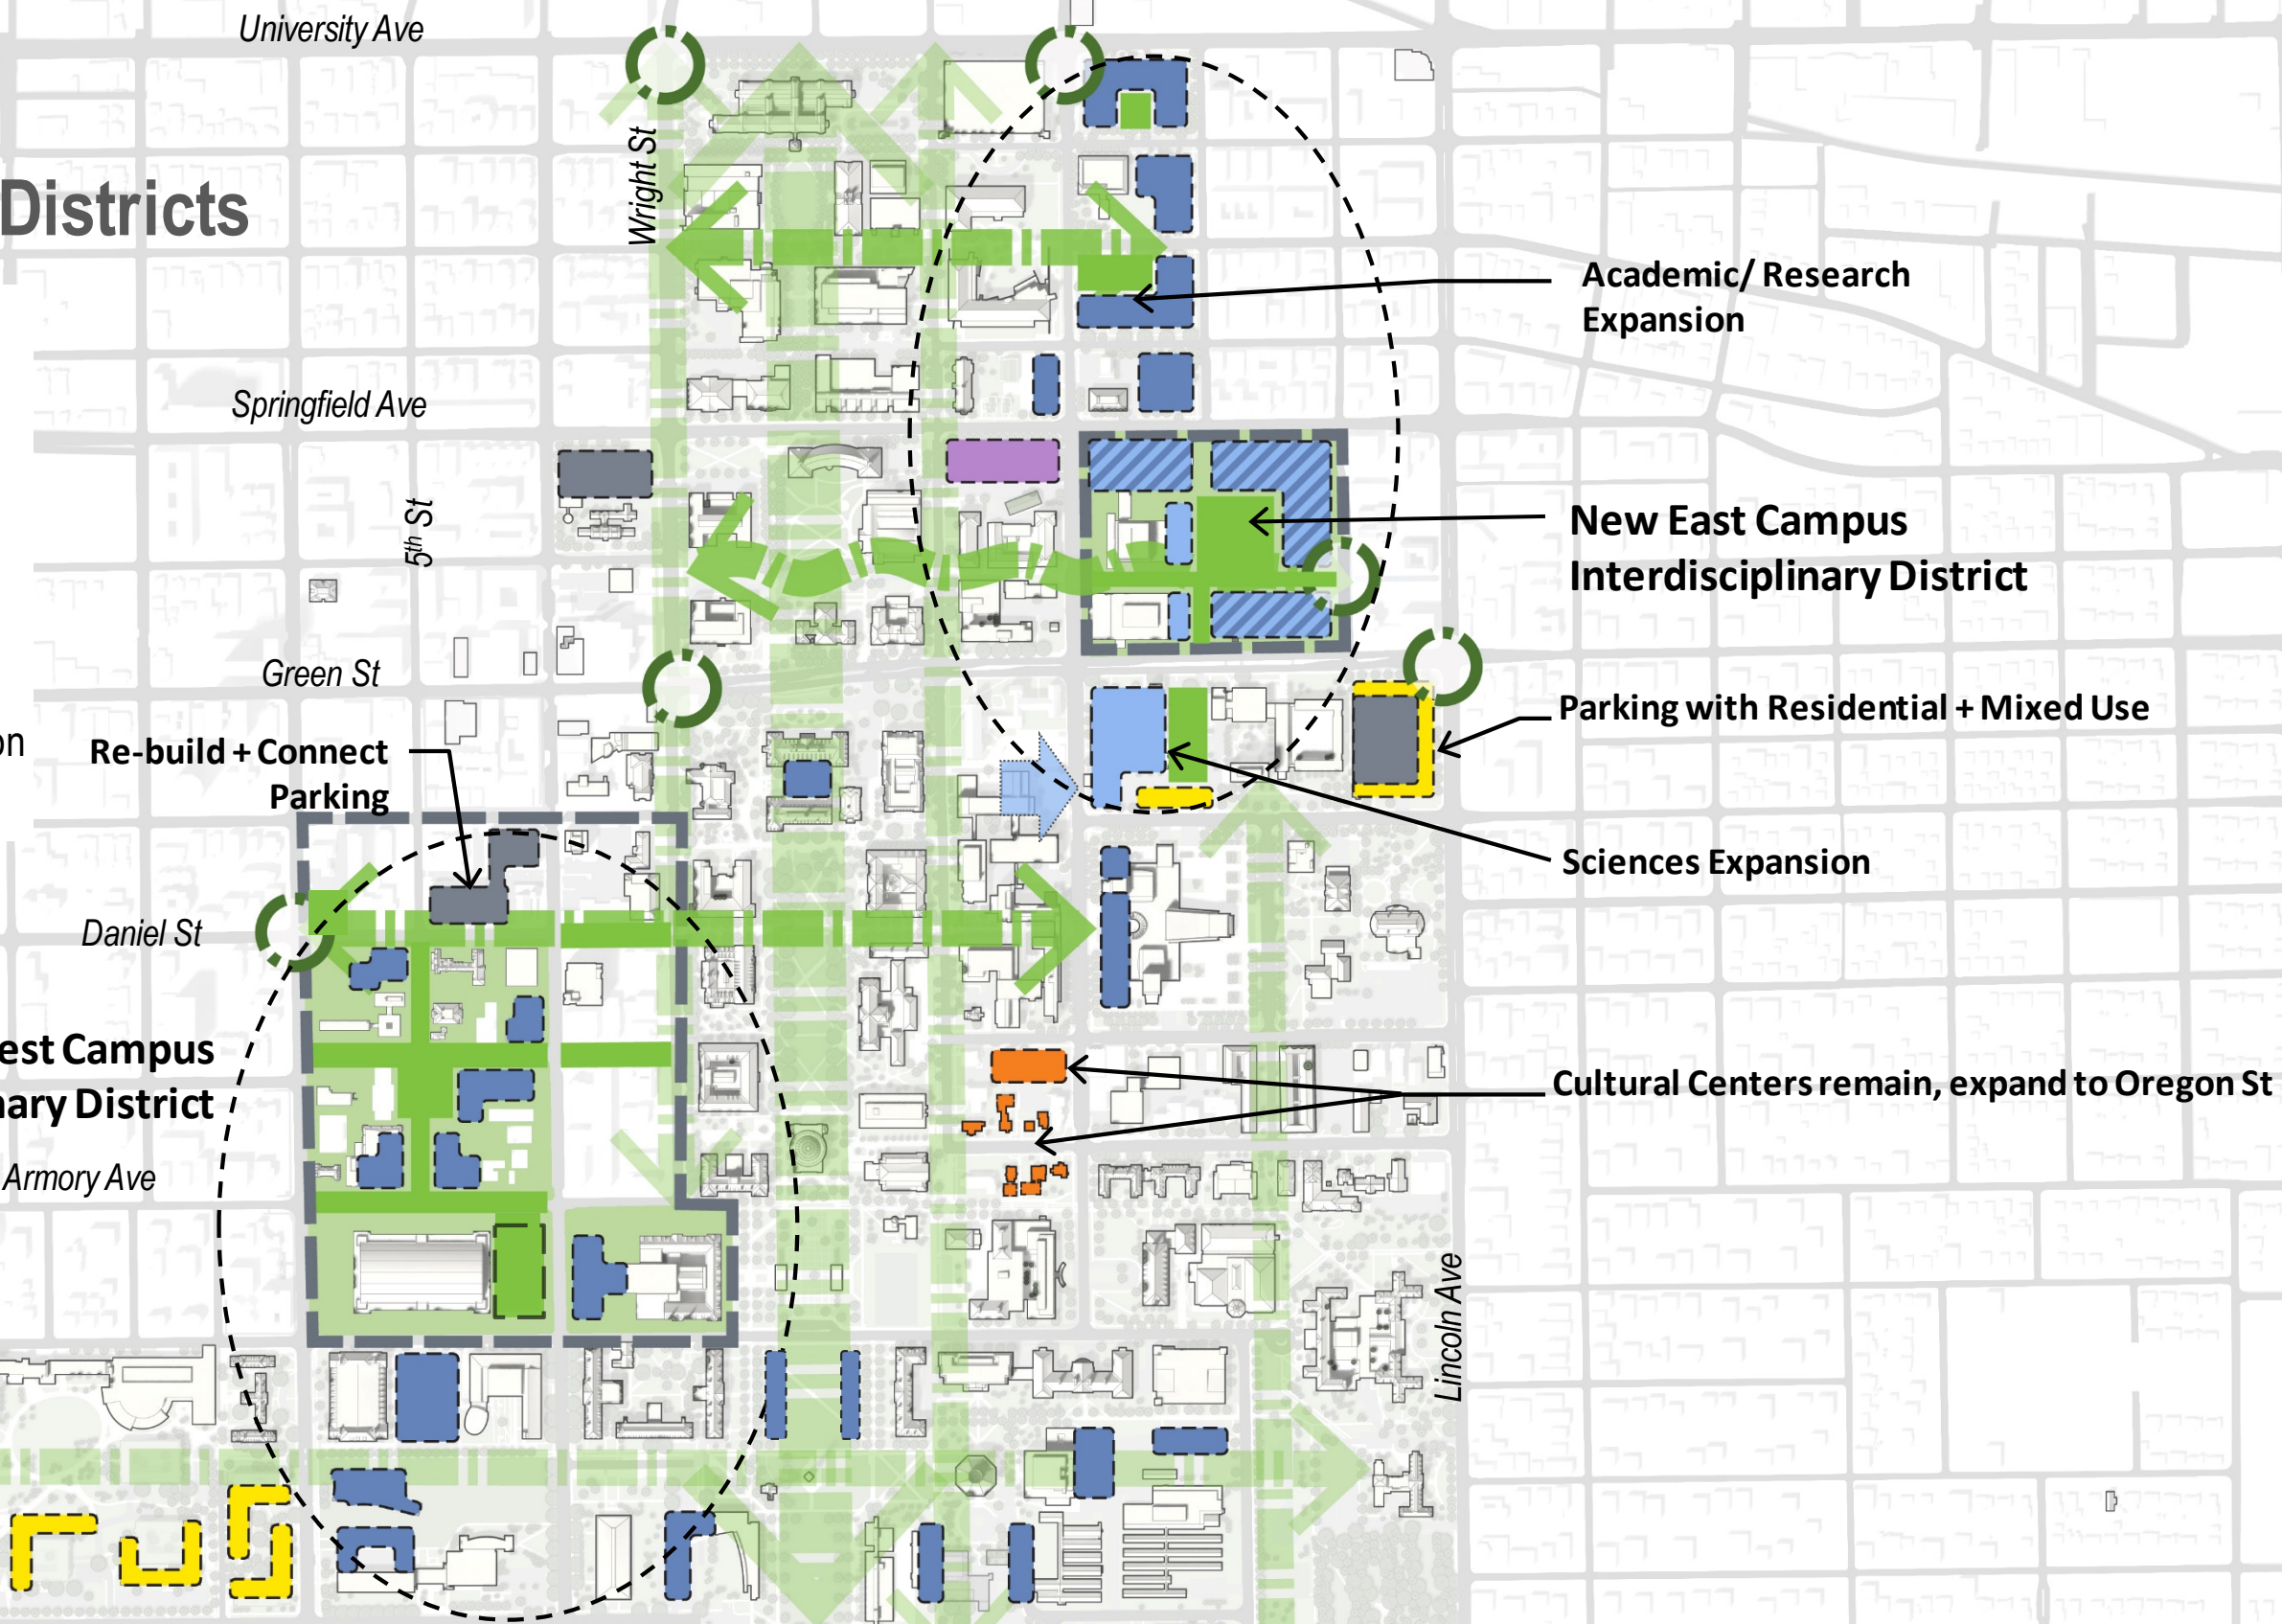 University Ave
Wright St
Districts
Academic/ Research
Expansion
Springfield Ave
5th St
New East Campus
Interdisciplinary District
Green St
Parking with Residential + Mixed Use
on
Re-build + Connect
Parking
Sciences Expansion
Daniel St
est Campus
nary District
Cultural Centers remain, expand to Oregon St
Armory Ave
Lincoln Ave